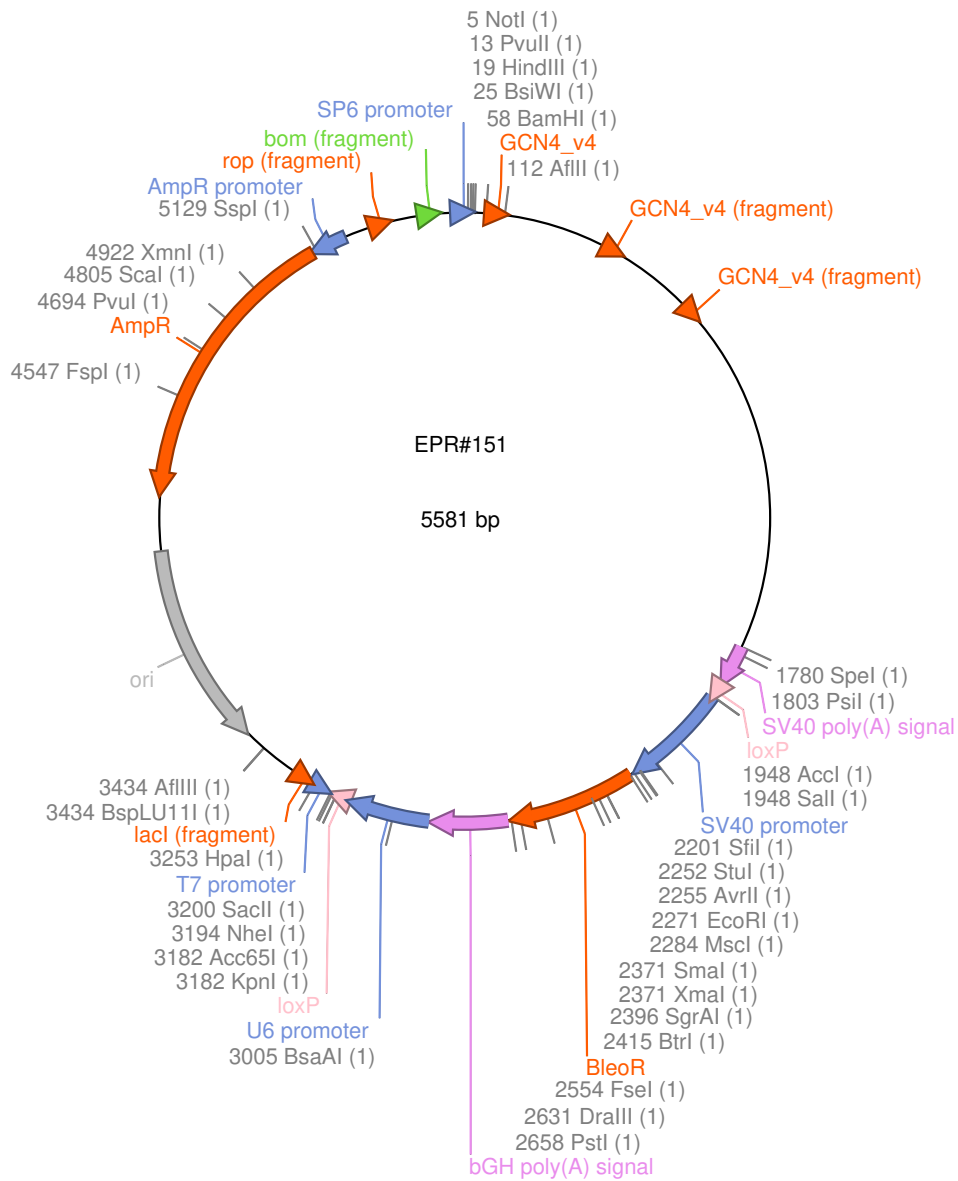 5 NotI (1)
13 PvuII (1)
19 HindIII (1)
25 BsiWI (1)
58 BamHI (1)
SP6 promoter
bom (fragment)
GCN4_v4
rop (fragment)
112 AflII (1)
AmpR promoter
5129 SspI (1)
GCN4_v4 (fragment)
4922 XmnI (1)
4805 ScaI (1)
GCN4_v4 (fragment)
4694 PvuI (1)
AmpR
4547 FspI (1)
EPR#151
5581 bp
ori
1780 SpeI (1)
1803 PsiI (1)
SV40 poly(A) signal
loxP
1948 AccI (1)
1948 SalI (1)
SV40 promoter
3434 AflIII (1)
3434 BspLU11I (1)
lacI (fragment)
3253 HpaI (1)
T7 promoter
3200 SacII (1)
3194 NheI (1)
3182 Acc65I (1)
3182 KpnI (1)
loxP
U6 promoter
3005 BsaAI (1)
2201 SfiI (1)
2252 StuI (1)
2255 AvrII (1)
2271 EcoRI (1)
2284 MscI (1)
2371 SmaI (1)
2371 XmaI (1)
2396 SgrAI (1)
2415 BtrI (1)
BleoR
2554 FseI (1)
2631 DraIII (1)
2658 PstI (1)
bGH poly(A) signal